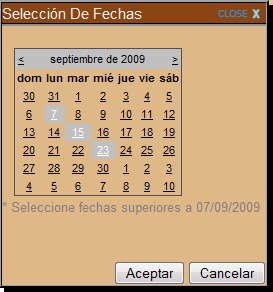 Selección De Fechas CLOSE X
< septiembre de 2009 >
dom lun mar mié jue vie sáb
30 31 1 2 3 4 5
6 7 8 9 10 11 12
13 14 15 16 17 18 19
20 21 22 23 24 25 26
27 28 29 30 1 2 3
4 5 6 7 8 9 10
* Seleccione fechas superiores a 07/09/2009
Aceptar Cancelar